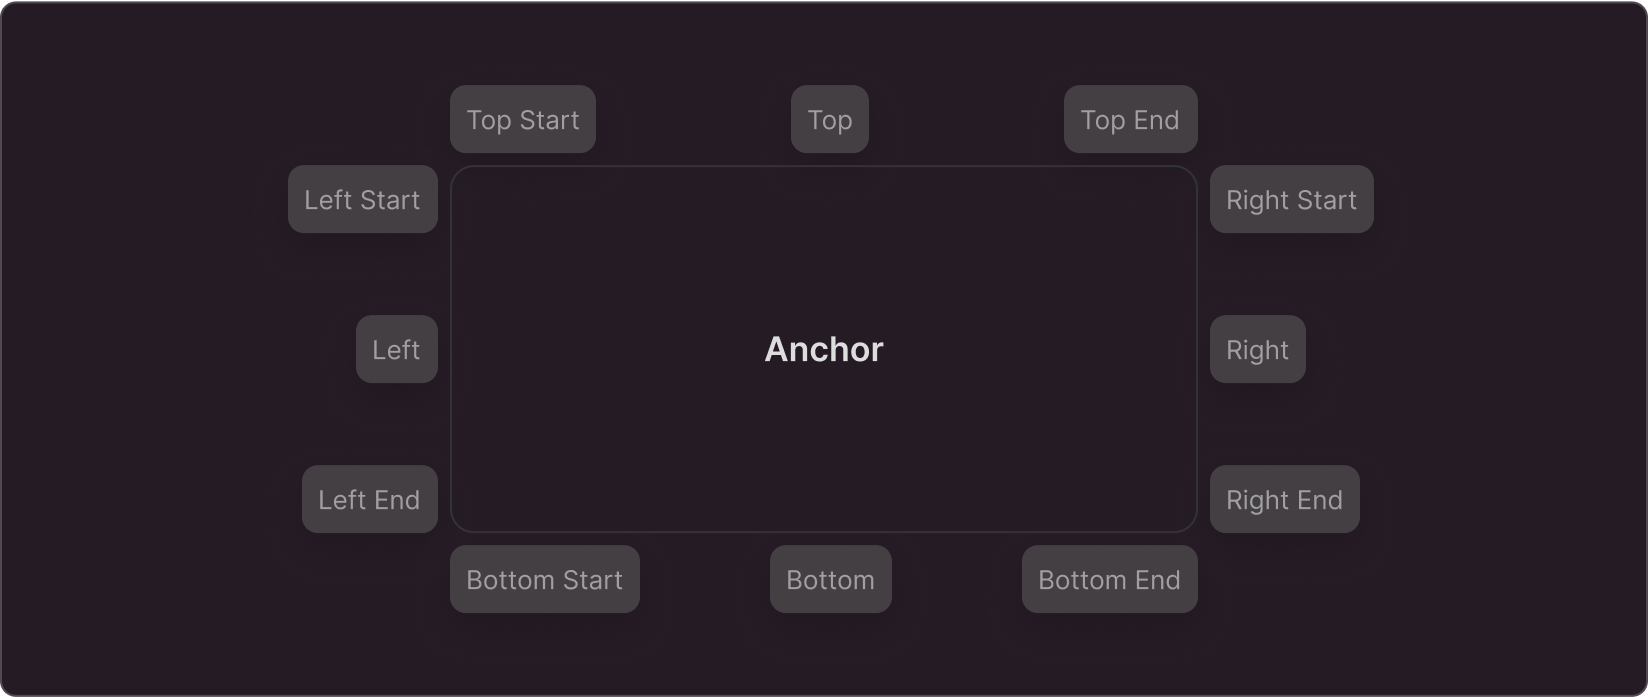 Top Start
Top
Top End
Left Start
Right Start
Left
Anchor
Right
Left End
Right End
Bottom Start
Bottom
Bottom End